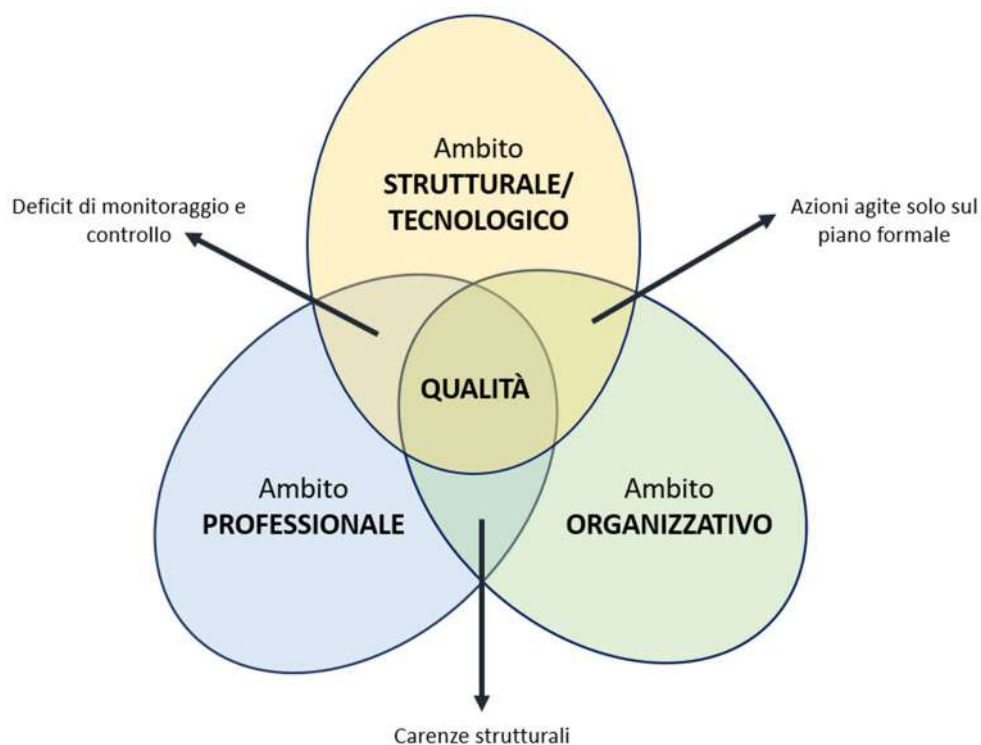 Ambito
STRUTTURALE/
TECNOLOGICO
Deficit di monitoraggio e
controllo
Azioni agite solo sul
piano formale
QUALITÀ
Ambito
PROFESSIONALE
Ambito
ORGANIZZATIVO
Carenze strutturali